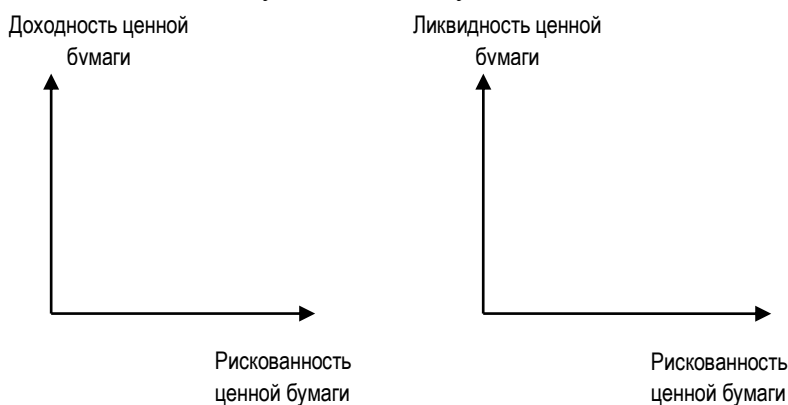 Доходность ценной
бумаги
Ликвидность ценной
бумаги
Рискованность
ценной бумаги
Рискованность
ценной бумаги